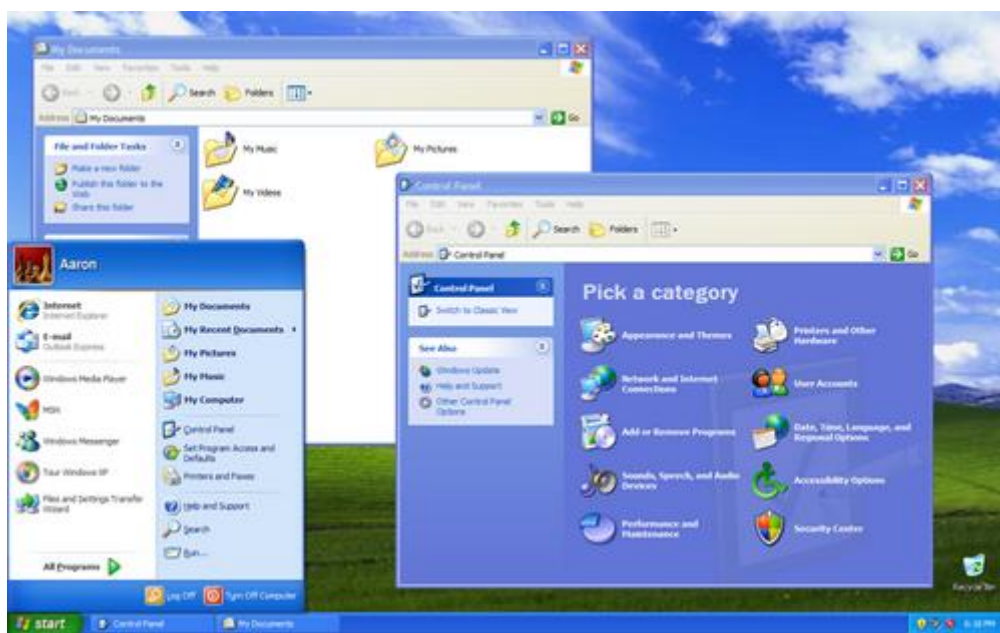 My Documents
File Edit View Favorites Tools Help
Back Search Folders
Address My Documents Go
File and Folder Tasks
Make a new folder
Publish this folder to the
Web
Share this folder
My Music
My Pictures
My Videos
Control Panel
File Edit View Favorites Tools Help
Back Search Folders
Address Control Panel Go
Control Panel
Switch to Classic View
See Also
Windows Update
Help and Support
Other Control Panel
Options
Pick a category
Appearance and Themes
Printers and Other
Hardware
Network and Internet
Connections
User Accounts
Add or Remove Programs
Date, Time, Language, and
Regional Options
Sounds, Speech, and Audio
Devices
Accessibility Options
Performance and
Maintenance
Security Center
Aaron
Internet
Internet Explorer
E-mail
Outlook Express
Windows Media Player
MSN
Windows Messenger
Tour Windows XP
Files and Settings Transfer
Wizard
All Programs
My Documents
My Recent Documents
My Pictures
My Music
My Computer
Control Panel
Set Program Access and
Defaults
Printers and Faxes
Help and Support
Search
Run...
Log Off Turn Off Computer
Recycle Bin
start Control Panel My Documents